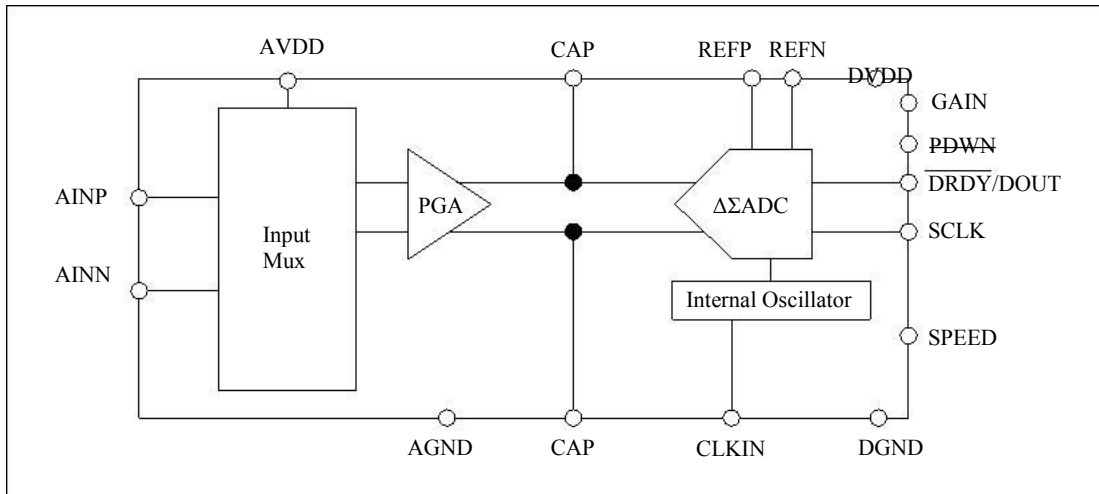 AVDD
CAP
REFP
REFN
DVDD
GAIN
PDWN
DRDY/DOUT
AINP
PGA
ΔΣADC
Input
Mux
SCLK
AINN
Internal Oscillator
SPEED
AGND
CAP
CLKIN
DGND